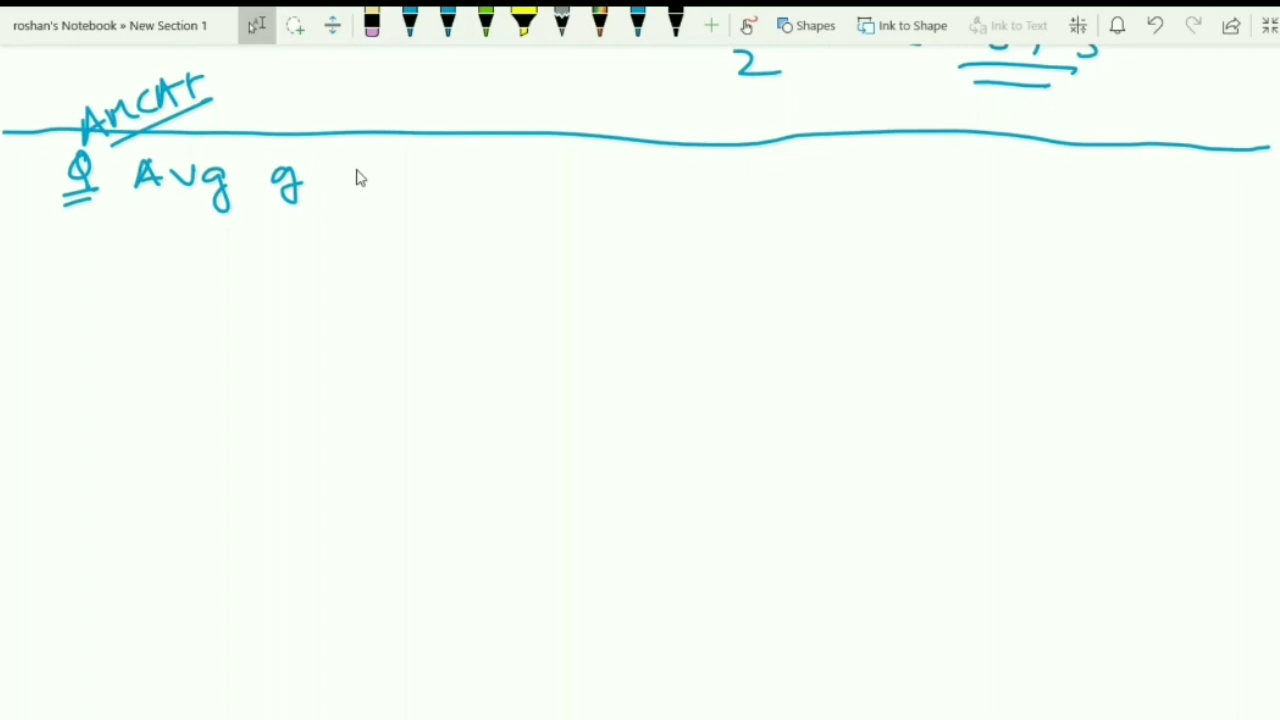 roshan's Notebook » New Section 1
Shapes
Ink to Shape
Ink to Text
2
AMCAT
Q Avg g